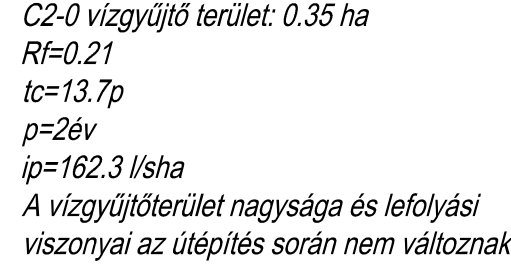 C2-0 vízgyűjtő terület: 0.35 ha
Rf=0.21
tc=13.7p
p=2év
ip=162.3 l/sha
A vízgyűjtőterület nagysága és lefolyási
viszonyai az útépítés során nem változnak